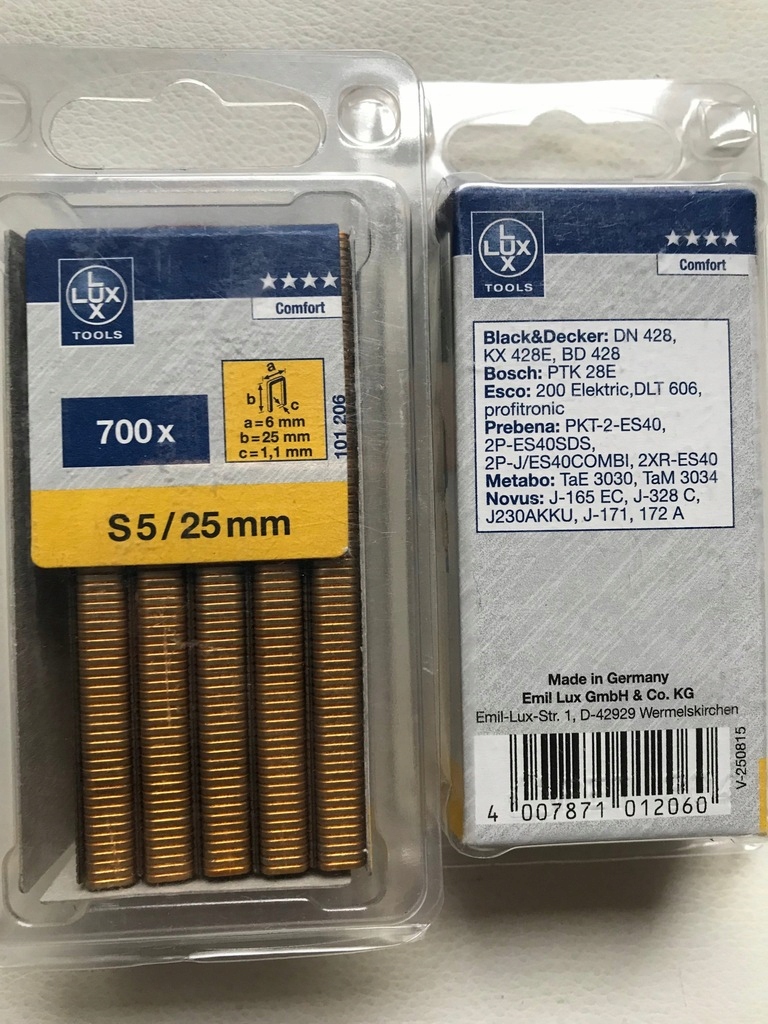 LUX
LUX
TOOLS
Comfort
700 x
a
b
c
a=6 mm
b=25 mm
c=1,1 mm
101 206
S5/25mm
LUX
LUX
TOOLS
Comfort
Black&Decker: DN 428,
KX 428E, BD 428
Bosch: PTK 28E
Esco: 200 Elektric,DLT 606,
profitronic
Prebena: PKT-2-ES40,
2P-ES40SDS,
2P-J/ES40COMBI, 2XR-ES40
Metabo: TaE 3030, TaM 3034
Novus: J-165 EC, J-328 C,
J230AKKU, J-171, 172 A
Made in Germany
Emil Lux GmbH & Co. KG
Emil-Lux-Str. 1, D-42929 Wermelskirchen
4 007871 012060
V-250815